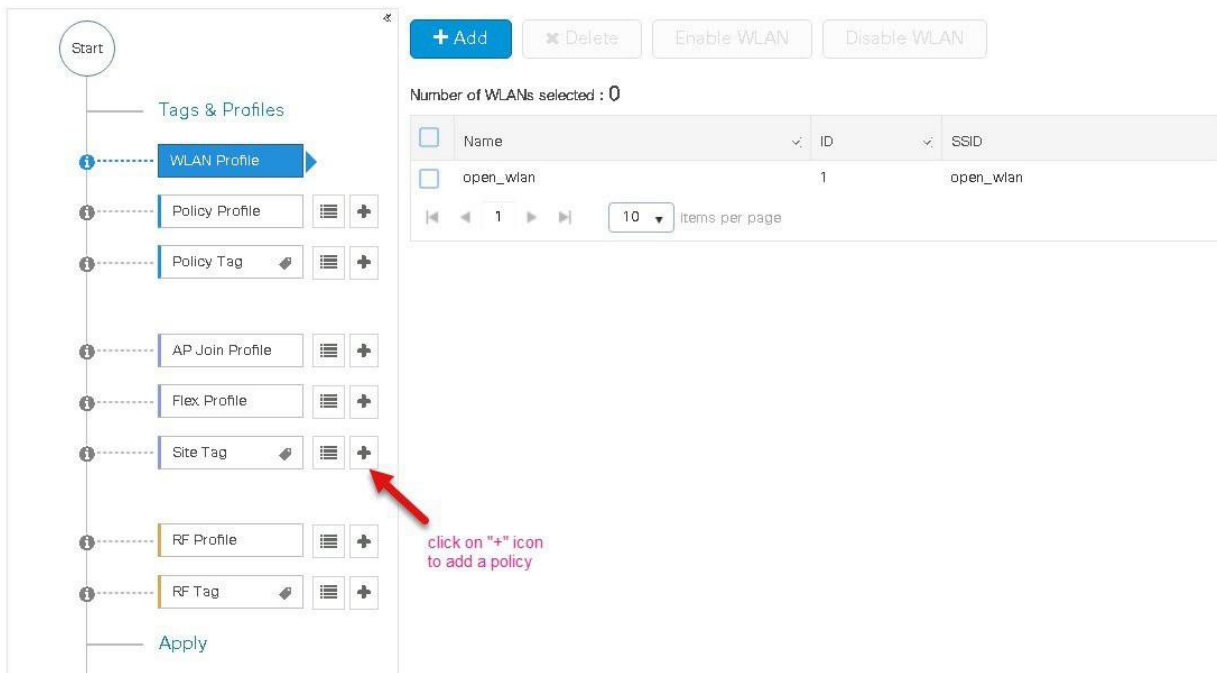 Start
Tags & Profiles
WLAN Profile
Policy Profile
Policy Tag
AP Join Profile
Flex Profile
Site Tag
RF Profile
RF Tag
Apply
Add
Delete
Enable WLAN
Disable WLAN
Number of WLANs selected : 0
Name ID SSID
open_wlan 1 open_wlan
1 10 items per page
click on "+" icon
to add a policy